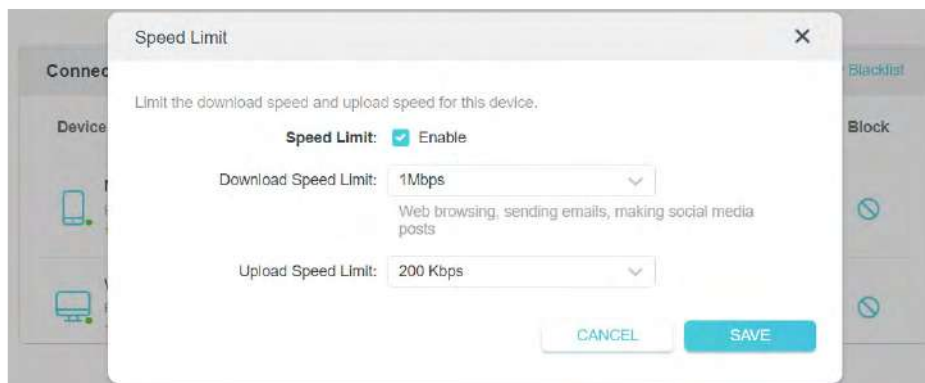 Speed Limit
Connec
Blacklist
Limit the download speed and upload speed for this device.
Device
Block
Speed Limit: Enable
Download Speed Limit: 1Mbps
Web browsing, sending emails, making social media
posts
Upload Speed Limit: 200 Kbps
CANCEL
SAVE